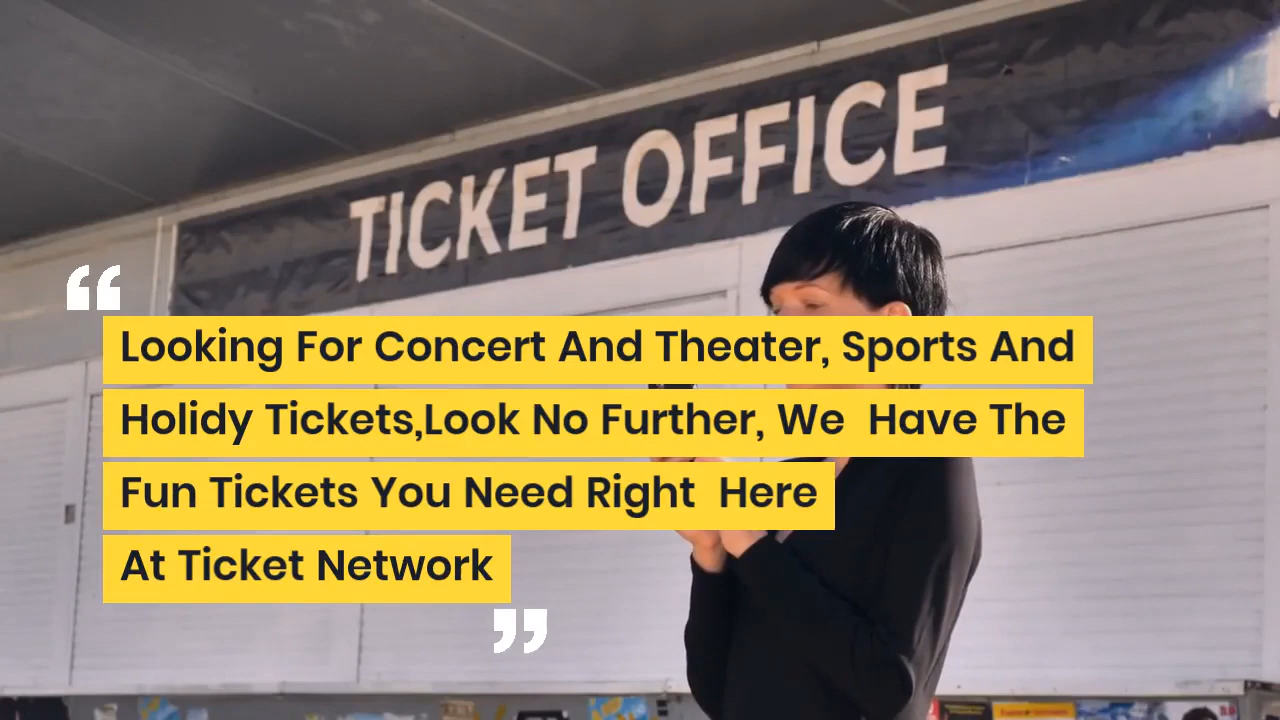 TICKET OFFICE
“
Looking For Concert And Theater, Sports And
Holidy Tickets,Look No Further, We  Have The
Fun Tickets You Need Right  Here
At Ticket Network
”